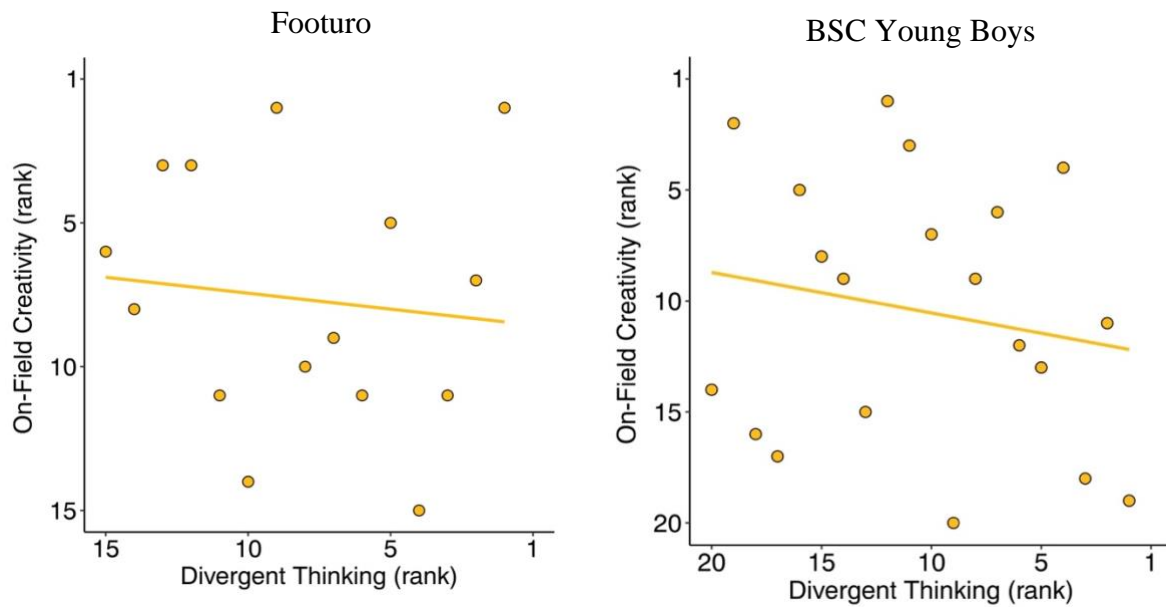 Footuro
On-Field Creativity (rank)
1
5
10
15
15 10 5 1
Divergent Thinking (rank)
BSC Young Boys
On-Field Creativity (rank)
1
5
10
15
20
20 15 10 5 1
Divergent Thinking (rank)